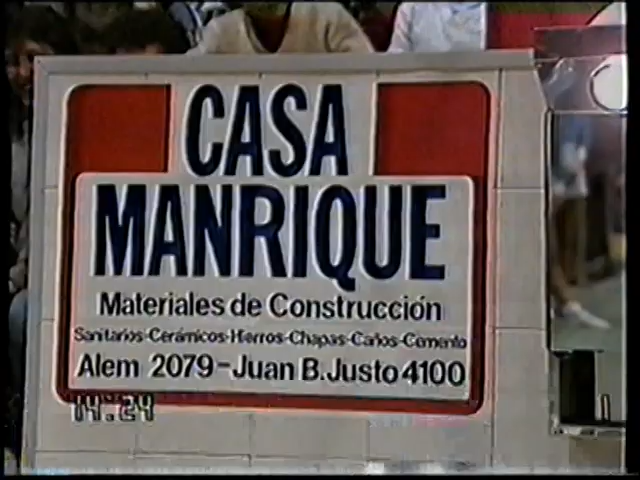 CASA
MANRIQUE
Materiales de Construcción
Sanitarios-Cerámicos-Hierros-Chapas-Caños-Cemento
Alem 2079-Juan B. Justo 4100
14:24